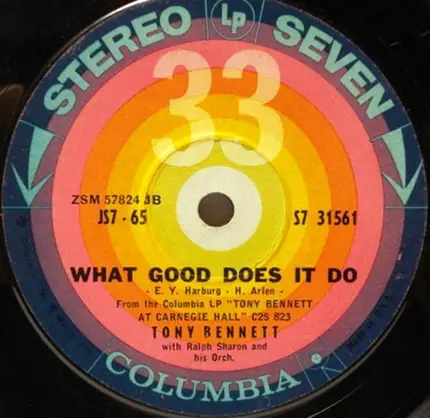 STEREO Lp SEVEN
33
ZSM 57824 JB
JS7 - 65
S7 31561
WHAT GOOD DOES IT DO
- E. Y. Harburg - H. Arlen -
From the Columbia LP "TONY BENNETT
AT CARNEGIE HALL" C2S 823
TONY BENNETT
with Ralph Sharon and
his Orch.
COLUMBIA